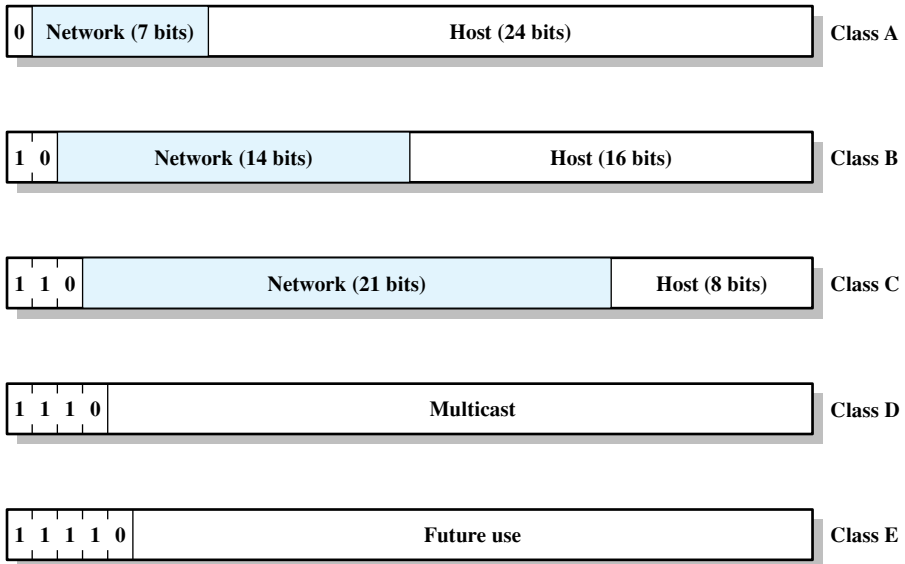 0 Network (7 bits) Host (24 bits) Class A
1 0 Network (14 bits) Host (16 bits) Class B
1 1 0 Network (21 bits) Host (8 bits) Class C
1 1 1 0 Multicast Class D
1 1 1 1 0 Future use Class E